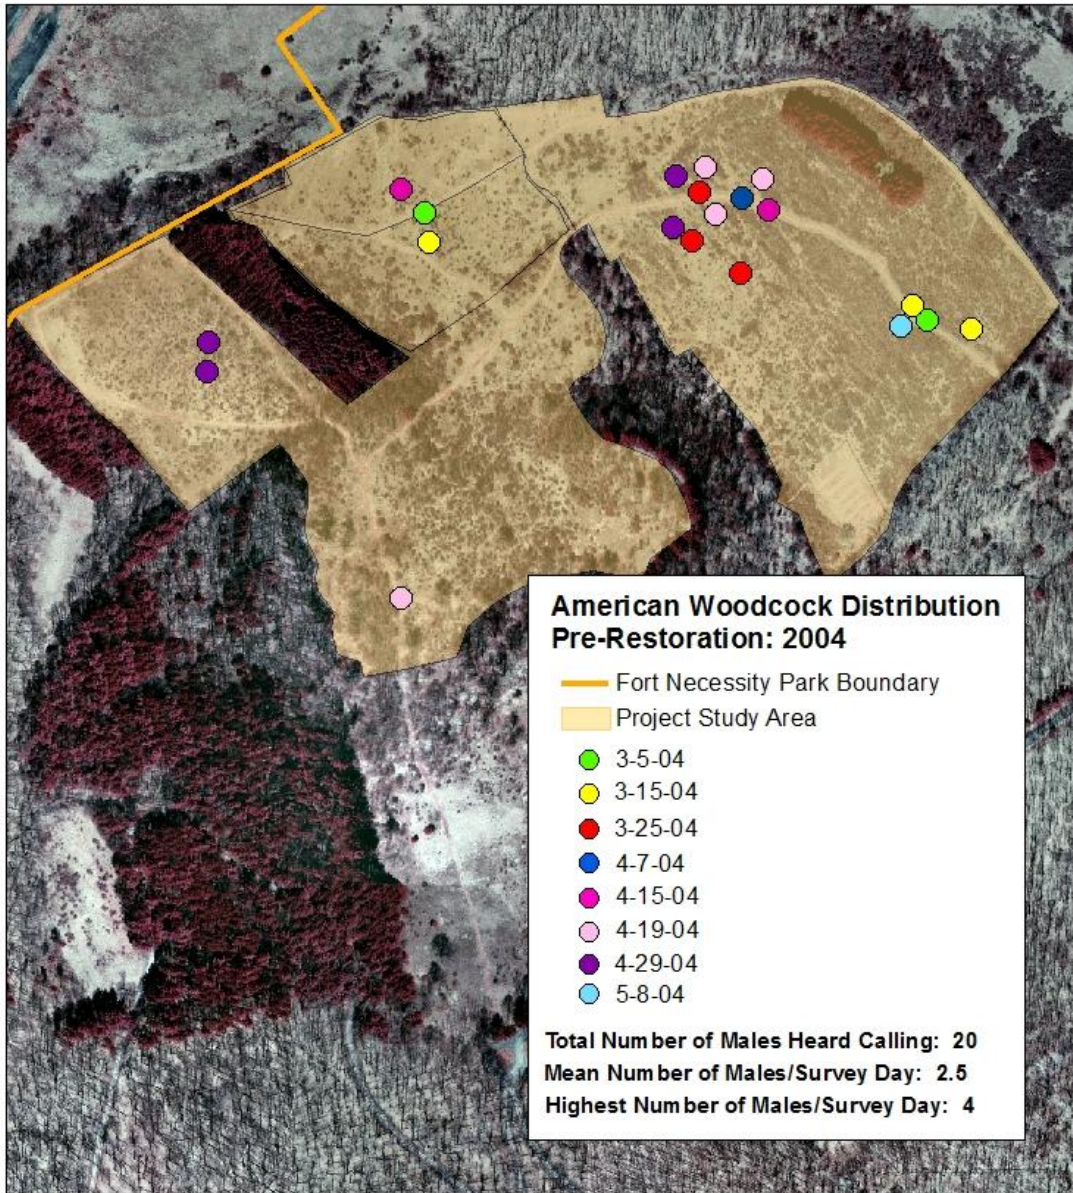 American Woodcock Distribution
Pre-Restoration: 2004
Fort Necessity Park Boundary
Project Study Area
3-5-04
3-15-04
3-25-04
4-7-04
4-15-04
4-19-04
4-29-04
5-8-04
Total Number of Males Heard Calling: 20
Mean Number of Males/Survey Day: 2.5
Highest Number of Males/Survey Day: 4